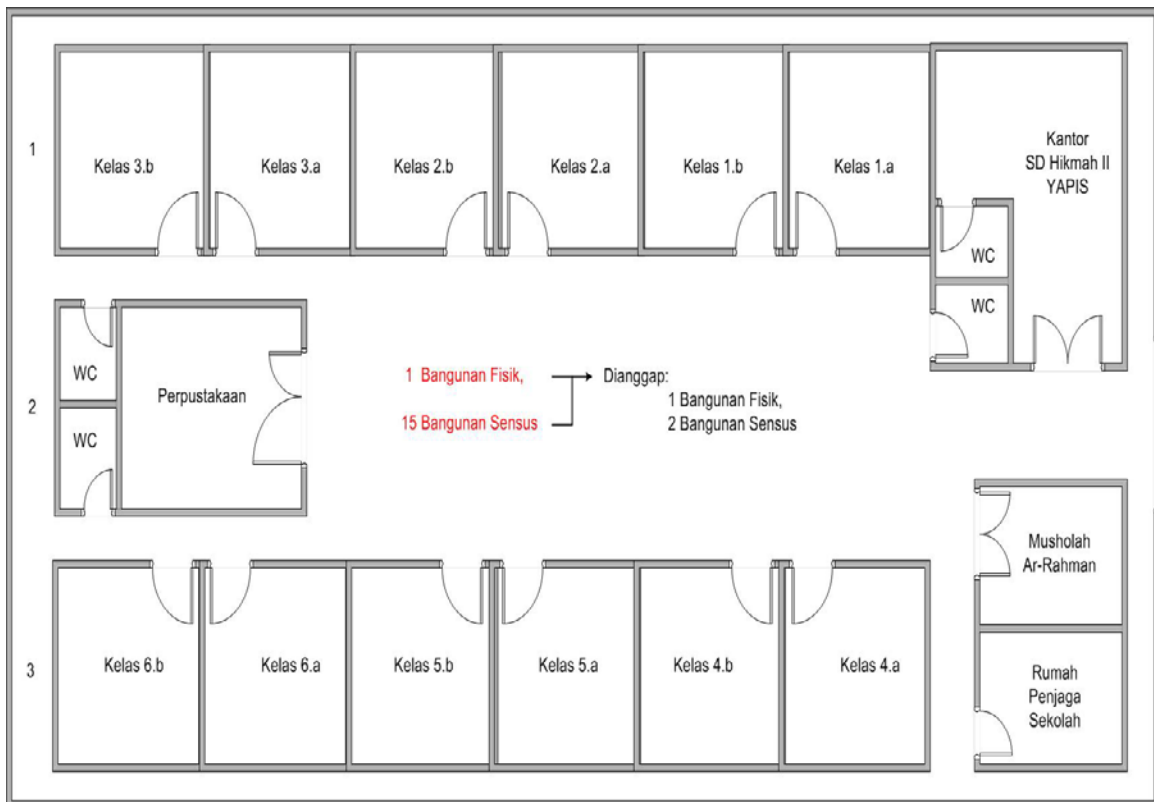 1
Kelas 3.b
Kelas 3.a
Kelas 2.b
Kelas 2.a
Kelas 1.b
Kelas 1.a
Kantor
SD Hikmah II
YAPIS
WC
WC
2
WC
WC
Perpustakaan
1 Bangunan Fisik,
15 Bangunan Sensus
Dianggap:
1 Bangunan Fisik,
2 Bangunan Sensus
Musholah
Ar-Rahman
3
Kelas 6.b
Kelas 6.a
Kelas 5.b
Kelas 5.a
Kelas 4.b
Kelas 4.a
Rumah
Penjaga
Sekolah